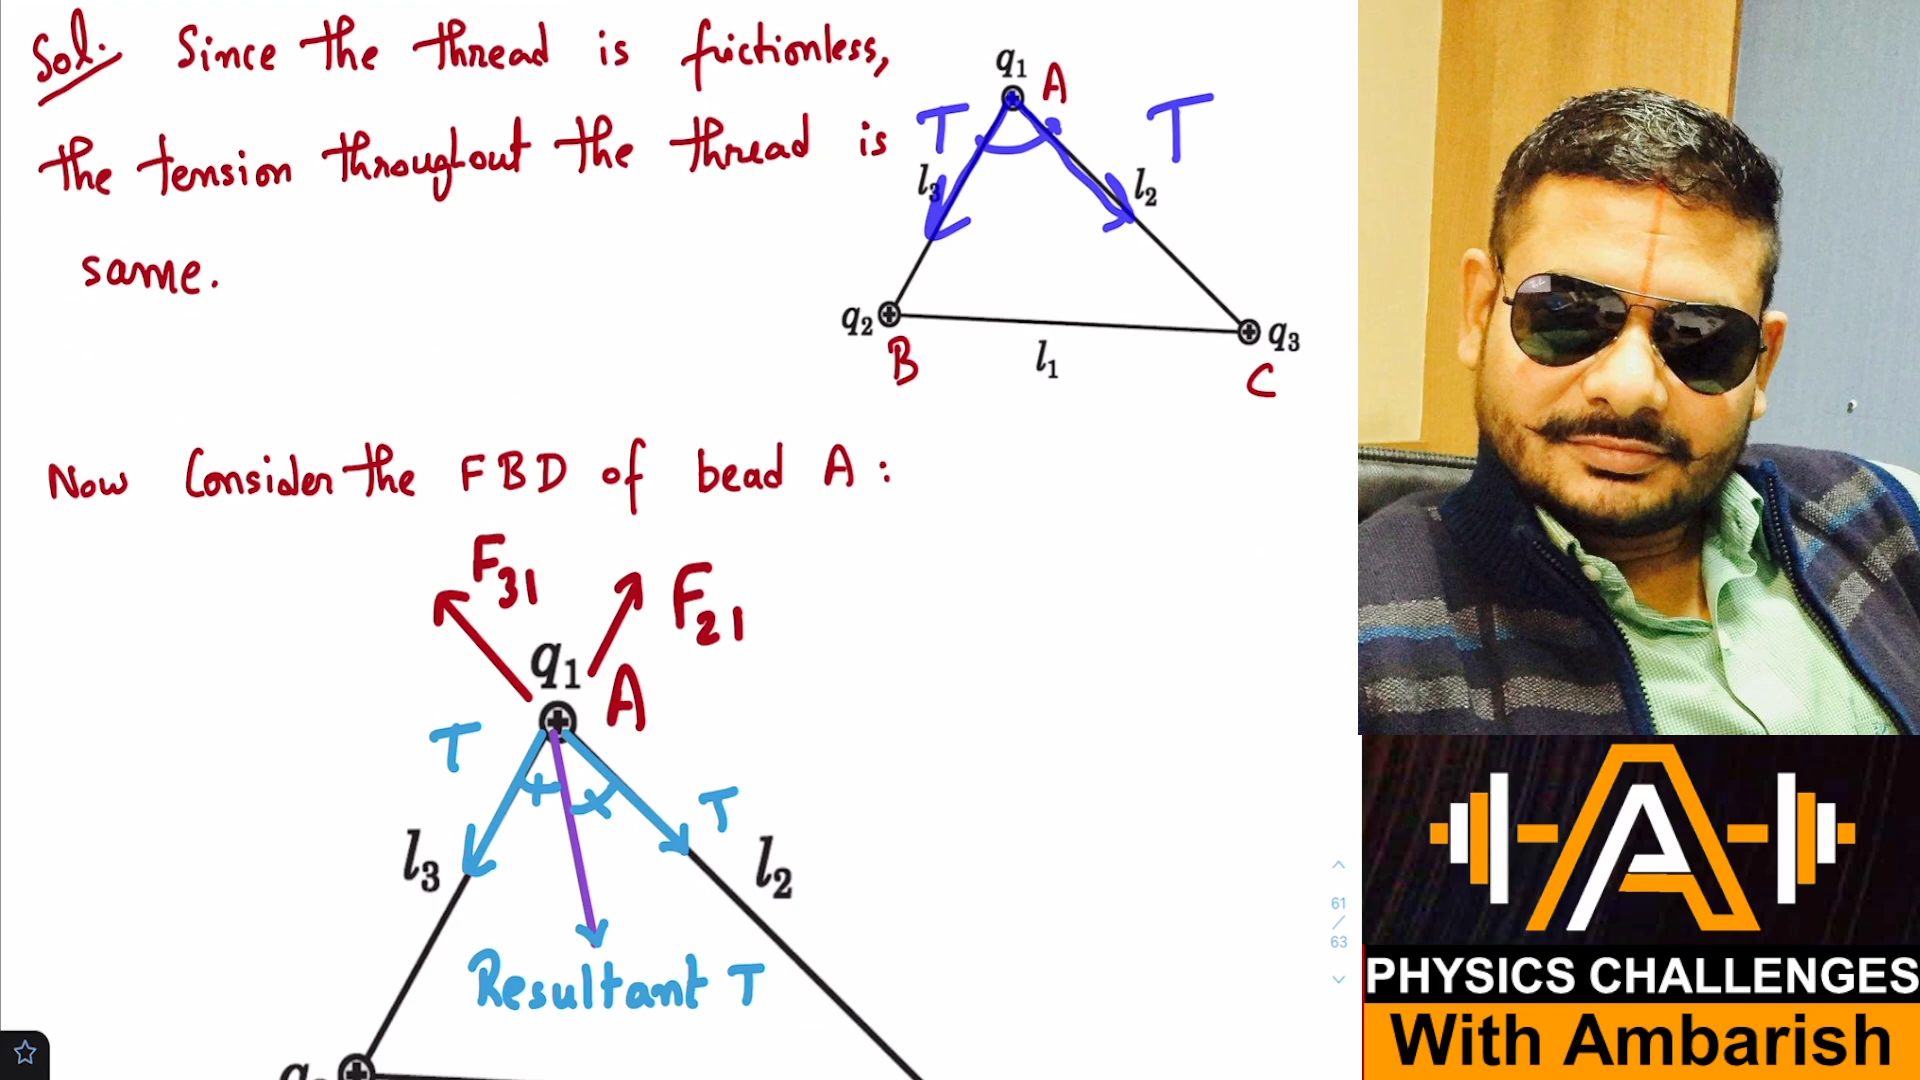 Sol. Since the thread is frictionless,
the tension throughout the thread is
same.
q1 A
T T
l3 l2
q2 q3
B l1 C
Now Consider the FBD of bead A :
F31 F21
q1 A
T T
l3 l2
Resultant T
61
/
63
A
PHYSICS CHALLENGES
With Ambarish